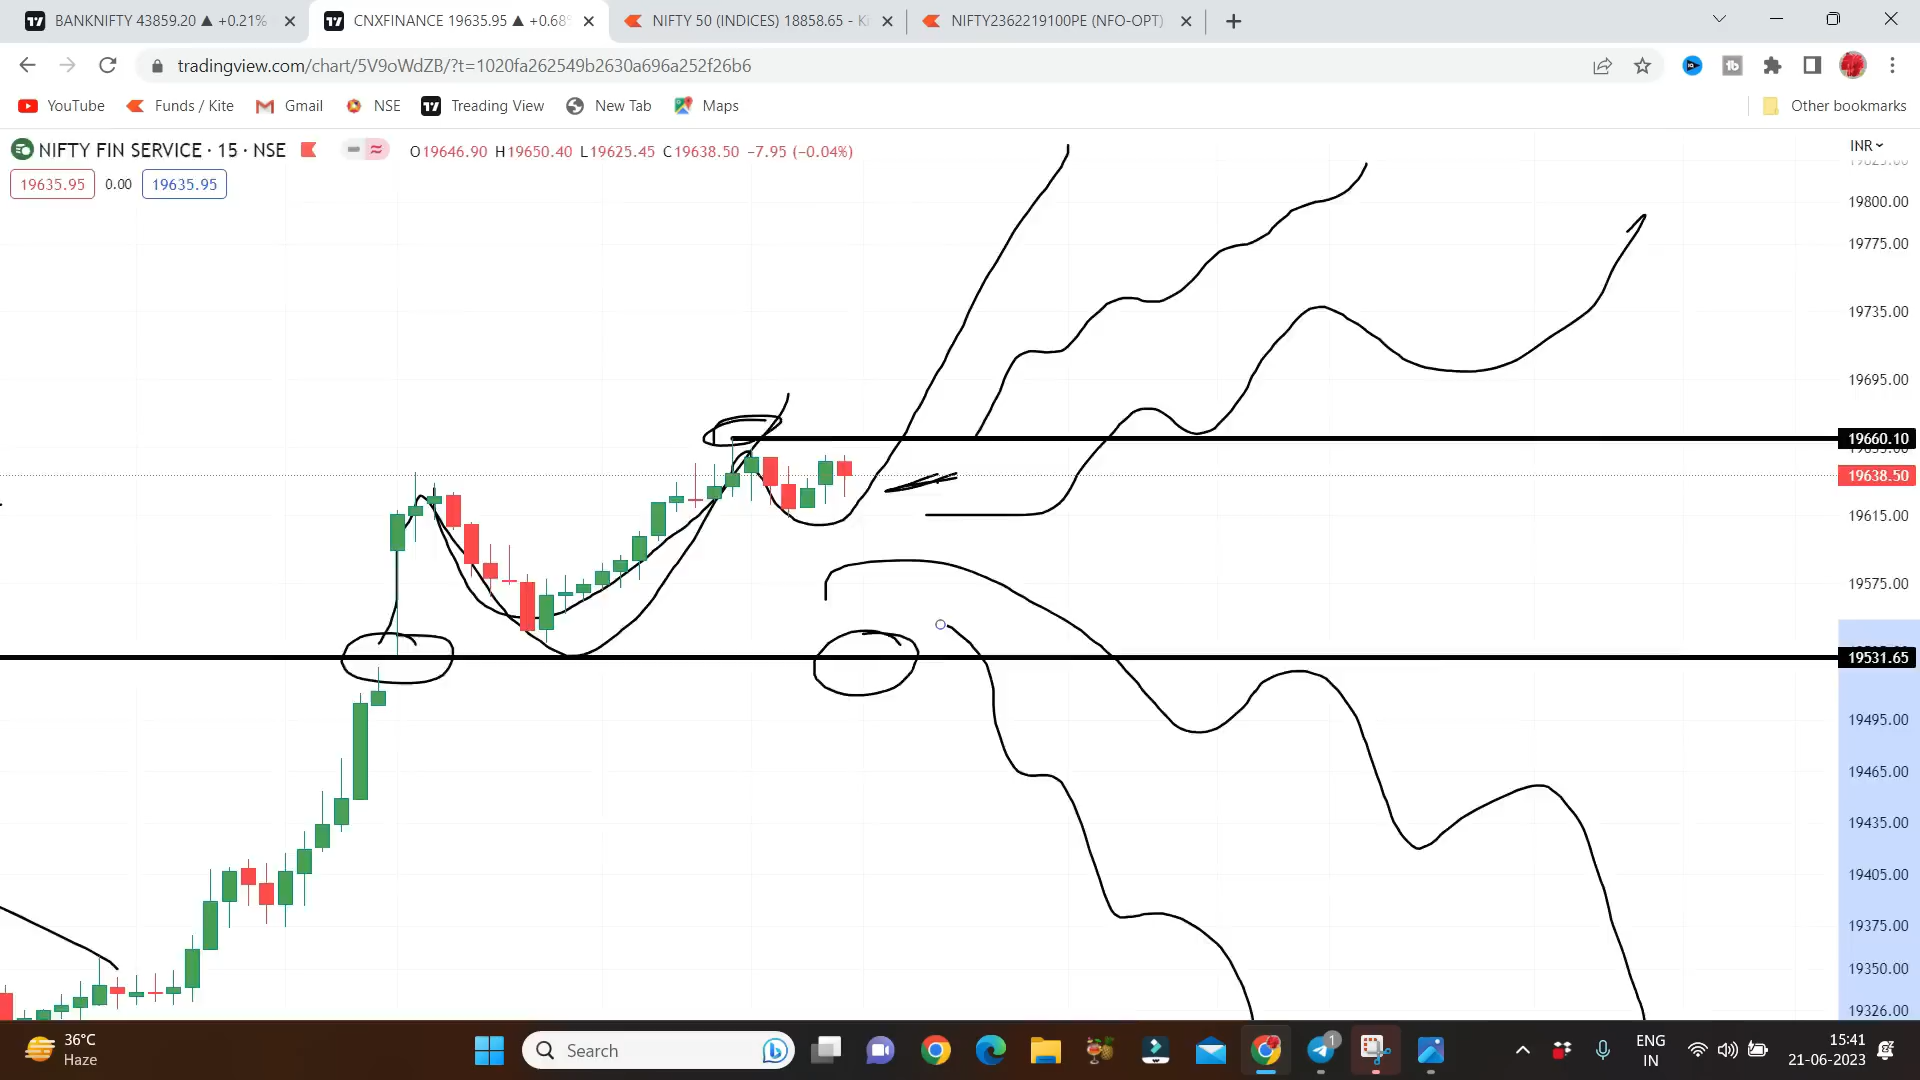 BANKNIFTY 43859.20 ▲ +0.21%
CNXFINANCE 19635.95 ▲ +0.68%
NIFTY 50 (INDICES) 18858.65 - Ki
NIFTY2362219100PE (NFO-OPT)
tradingview.com/chart/5V9oWdZB/?t=1020fa262549b2630a696a252f26b6
YouTube Funds / Kite Gmail NSE Treading View New Tab Maps Other bookmarks
NIFTY FIN SERVICE · 15 · NSE O19646.90 H19650.40 L19625.45 C19638.50 −7.95 (−0.04%) INR
19635.95 0.00 19635.95
19825.00
19800.00
19775.00
19735.00
19695.00
19660.10
19638.50
19615.00
19575.00
19531.65
19495.00
19465.00
19435.00
19405.00
19375.00
19350.00
19326.00
36°C
Haze
Search
1
ENG
IN
15:41
21-06-2023